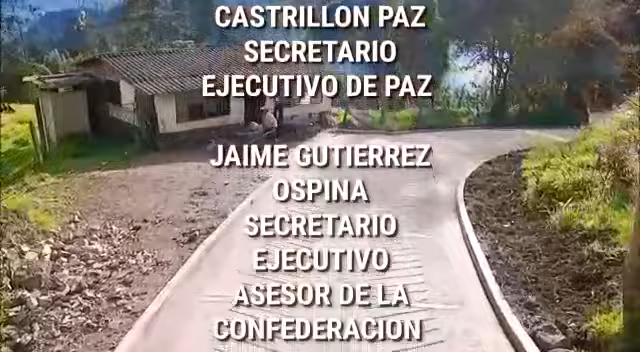 CASTRILLON PAZ
SECRETARIO
EJECUTIVO DE PAZ
JAIME GUTIERREZ
OSPINA
SECRETARIO
EJECUTIVO
ASESOR DE LA
CONFEDERACION